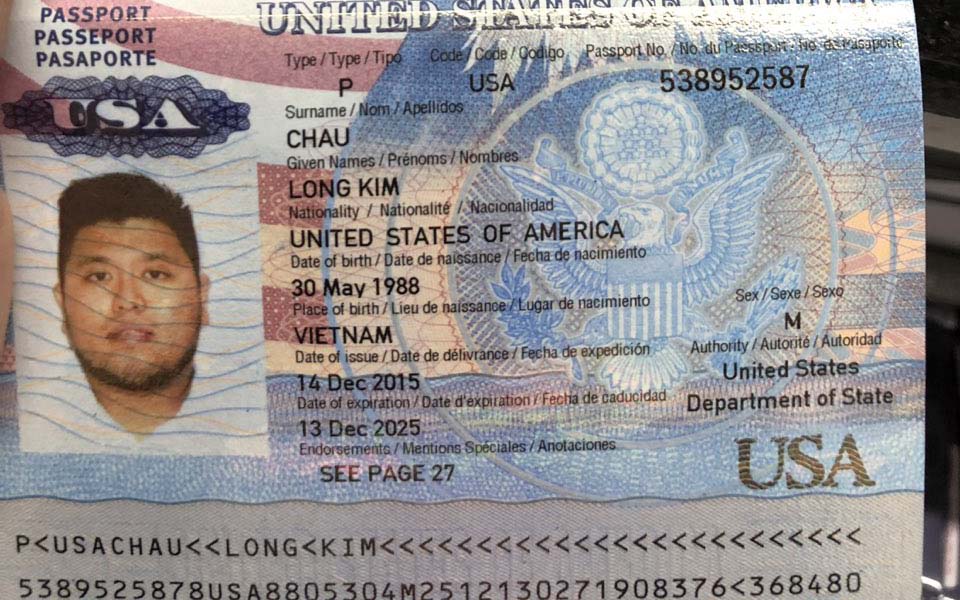 PASSPORT
PASSEPORT
PASAPORTE
USA
UNITED STATES OF AMERICA
Type / Type / Tipo Code / Code / Codigo Passport No. / No. du Passeport / No. de Pasaporte
P USA 538952587
Surname / Nom / Apellidos
CHAU
Given Names / Prénoms / Nombres
LONG KIM
Nationality / Nationalité / Nacionalidad
UNITED STATES OF AMERICA
Date of birth / Date de naissance / Fecha de nacimiento
30 May 1988
Place of birth / Lieu de naissance / Lugar de nacimiento
Sex / Sexe / Sexo
VIETNAM
M
Date of issue / Date de délivrance / Fecha de expedición
Authority / Autorité / Autoridad
14 Dec 2015
United States
Date of expiration / Date d'expiration / Fecha de caducidad
Department of State
13 Dec 2025
Endorsements / Mentions Spéciales / Anotaciones
SEE PAGE 27
USA
P<USACHAU<<LONG<KIM<<<<<<<<<<<<<<<<<<<<<<<<<
5389525878USA8805304M2512130271908376<368480